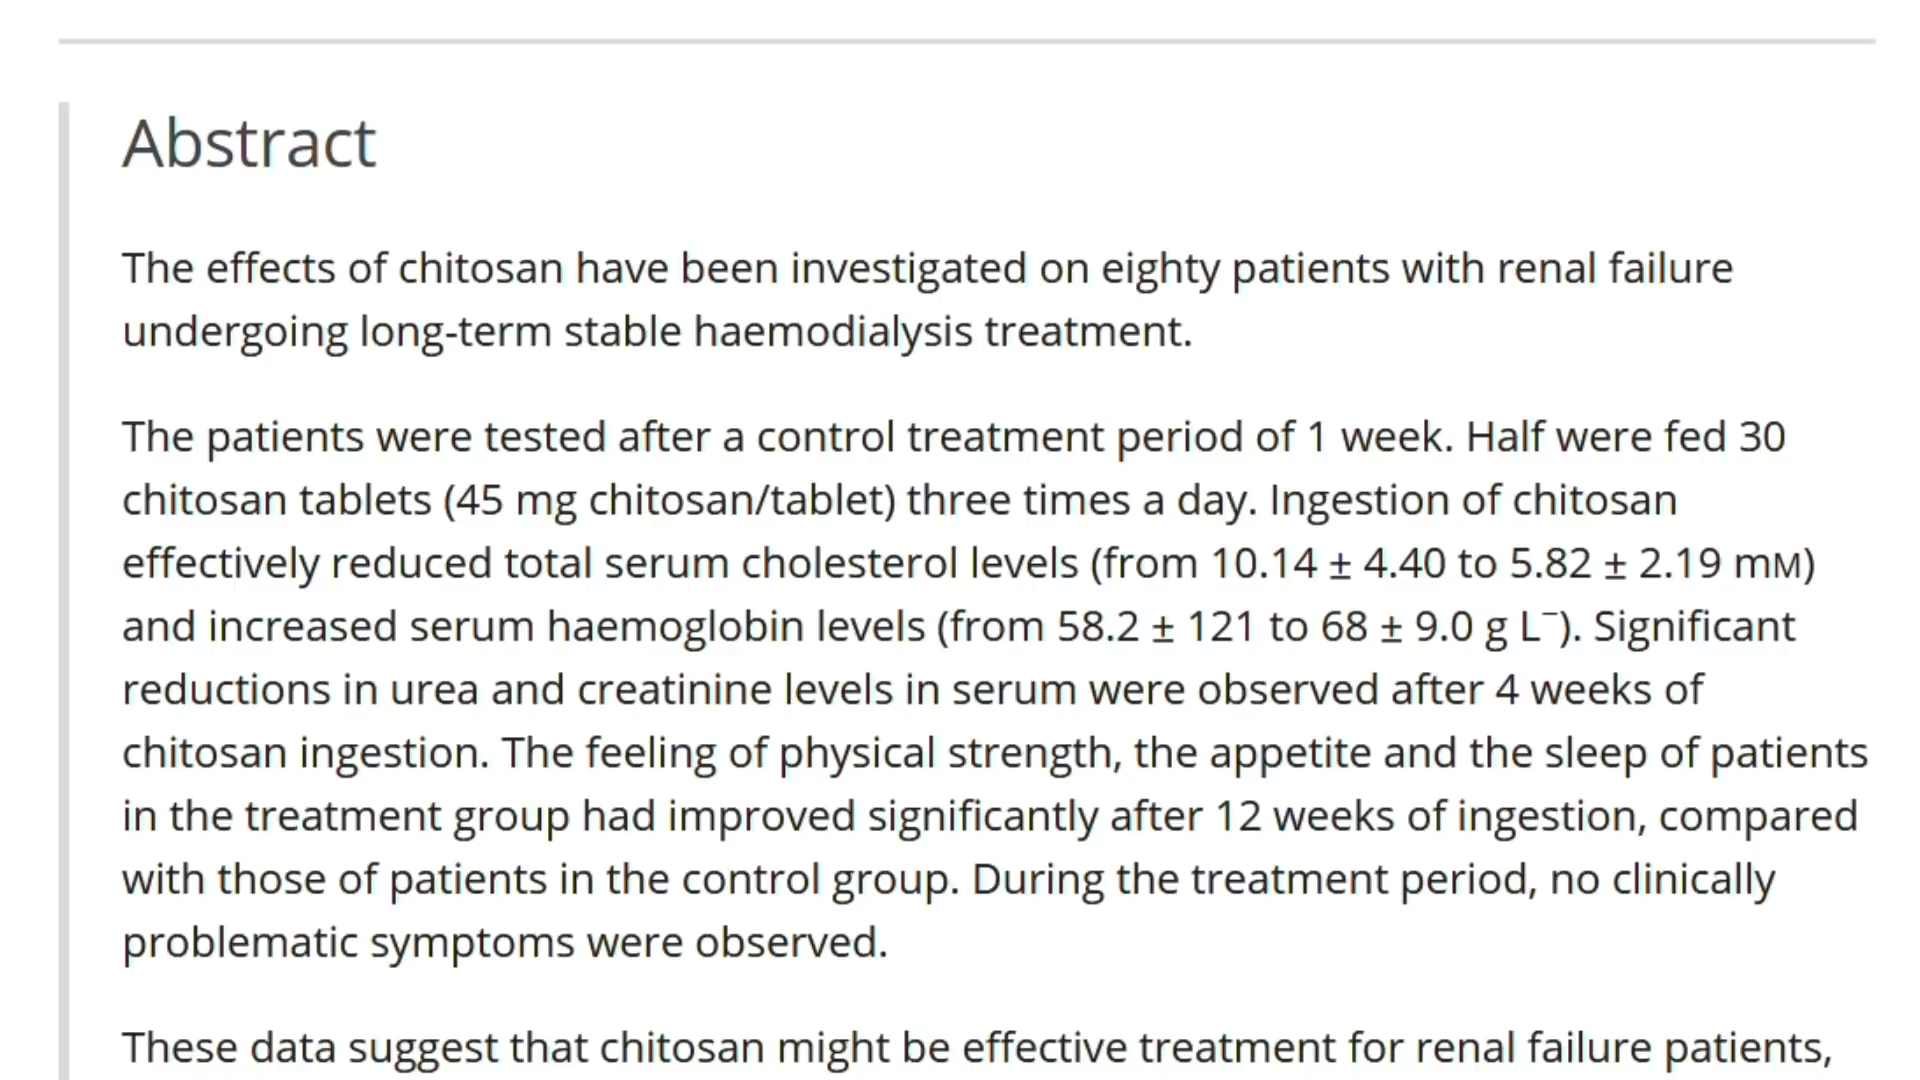 Abstract
The effects of chitosan have been investigated on eighty patients with renal failure
undergoing long-term stable haemodialysis treatment.
The patients were tested after a control treatment period of 1 week. Half were fed 30
chitosan tablets (45 mg chitosan/tablet) three times a day. Ingestion of chitosan
effectively reduced total serum cholesterol levels (from 10.14 ± 4.40 to 5.82 ± 2.19 mM)
and increased serum haemoglobin levels (from 58.2 ± 121 to 68 ± 9.0 g L⁻). Significant
reductions in urea and creatinine levels in serum were observed after 4 weeks of
chitosan ingestion. The feeling of physical strength, the appetite and the sleep of patients
in the treatment group had improved significantly after 12 weeks of ingestion, compared
with those of patients in the control group. During the treatment period, no clinically
problematic symptoms were observed.
These data suggest that chitosan might be effective treatment for renal failure patients,